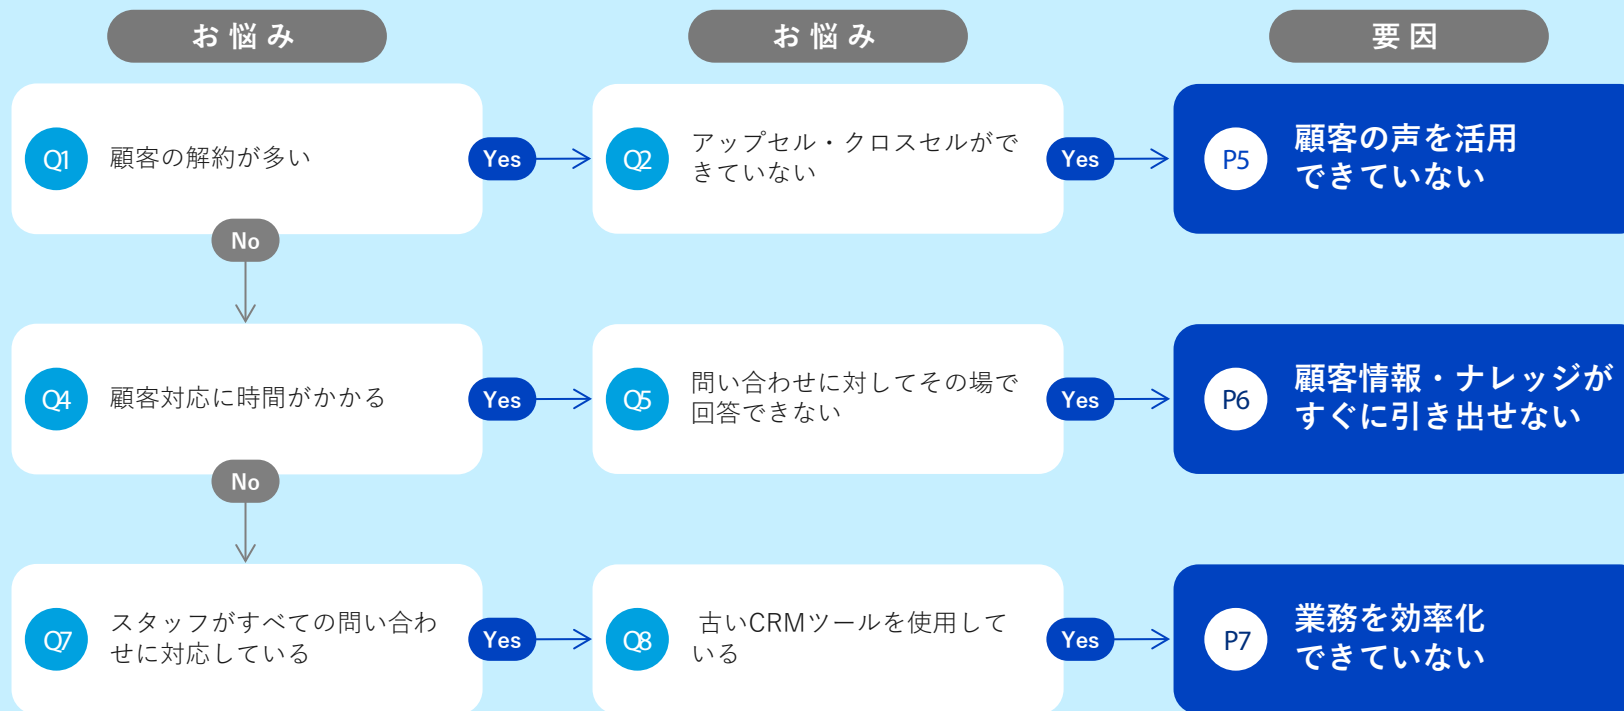 お悩み
お悩み
要因
Q1
顧客の解約が多い
Yes
Q2
アップセル・クロスセルがで
きていない
Yes
P5
顧客の声を活用
できていない
No
Q4
顧客対応に時間がかかる
Yes
Q5
問い合わせに対してその場で
回答できない
Yes
P6
顧客情報・ナレッジが
すぐに引き出せない
No
Q7
スタッフがすべての問い合わ
せに対応している
Yes
Q8
古いCRMツールを使用して
いる
Yes
P7
業務を効率化
できていない